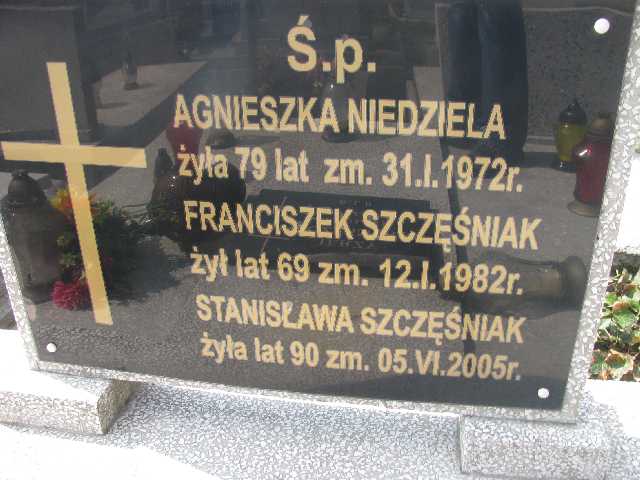 Ś.p.
AGNIESZKA NIEDZIELA
żyła 79 lat zm. 31.I.1972r.
FRANCISZEK SZCZĘŚNIAK
żył lat 69 zm. 12.I.1982r.
STANISŁAWA SZCZĘŚNIAK
żyła lat 90 zm. 05.VI.2005r.